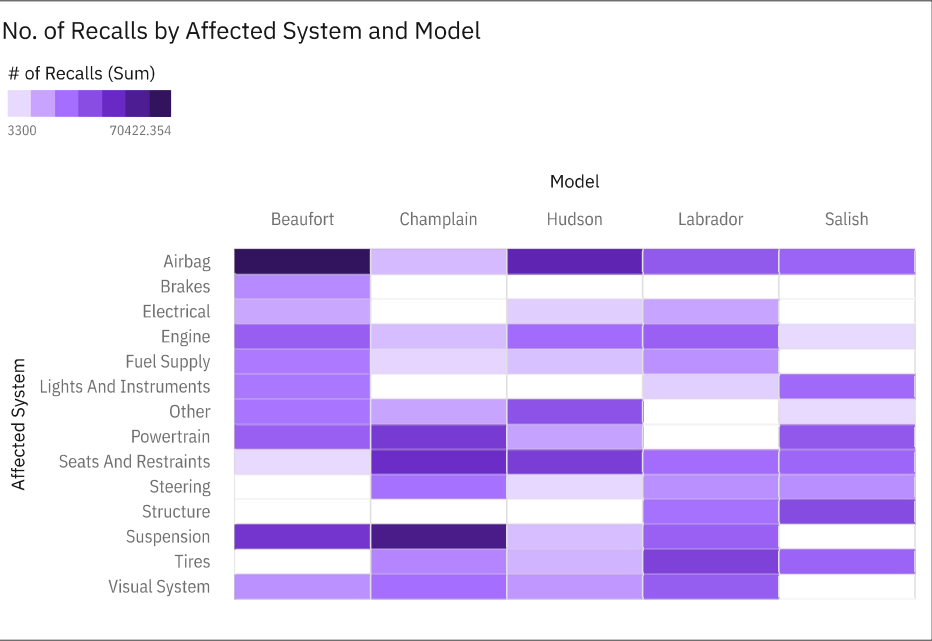 No. of Recalls by Affected System and Model
# of Recalls (Sum)
3300 70422.354
Model
Beaufort Champlain Hudson Labrador Salish
Affected System
Airbag
Brakes
Electrical
Engine
Fuel Supply
Lights And Instruments
Other
Powertrain
Seats And Restraints
Steering
Structure
Suspension
Tires
Visual System